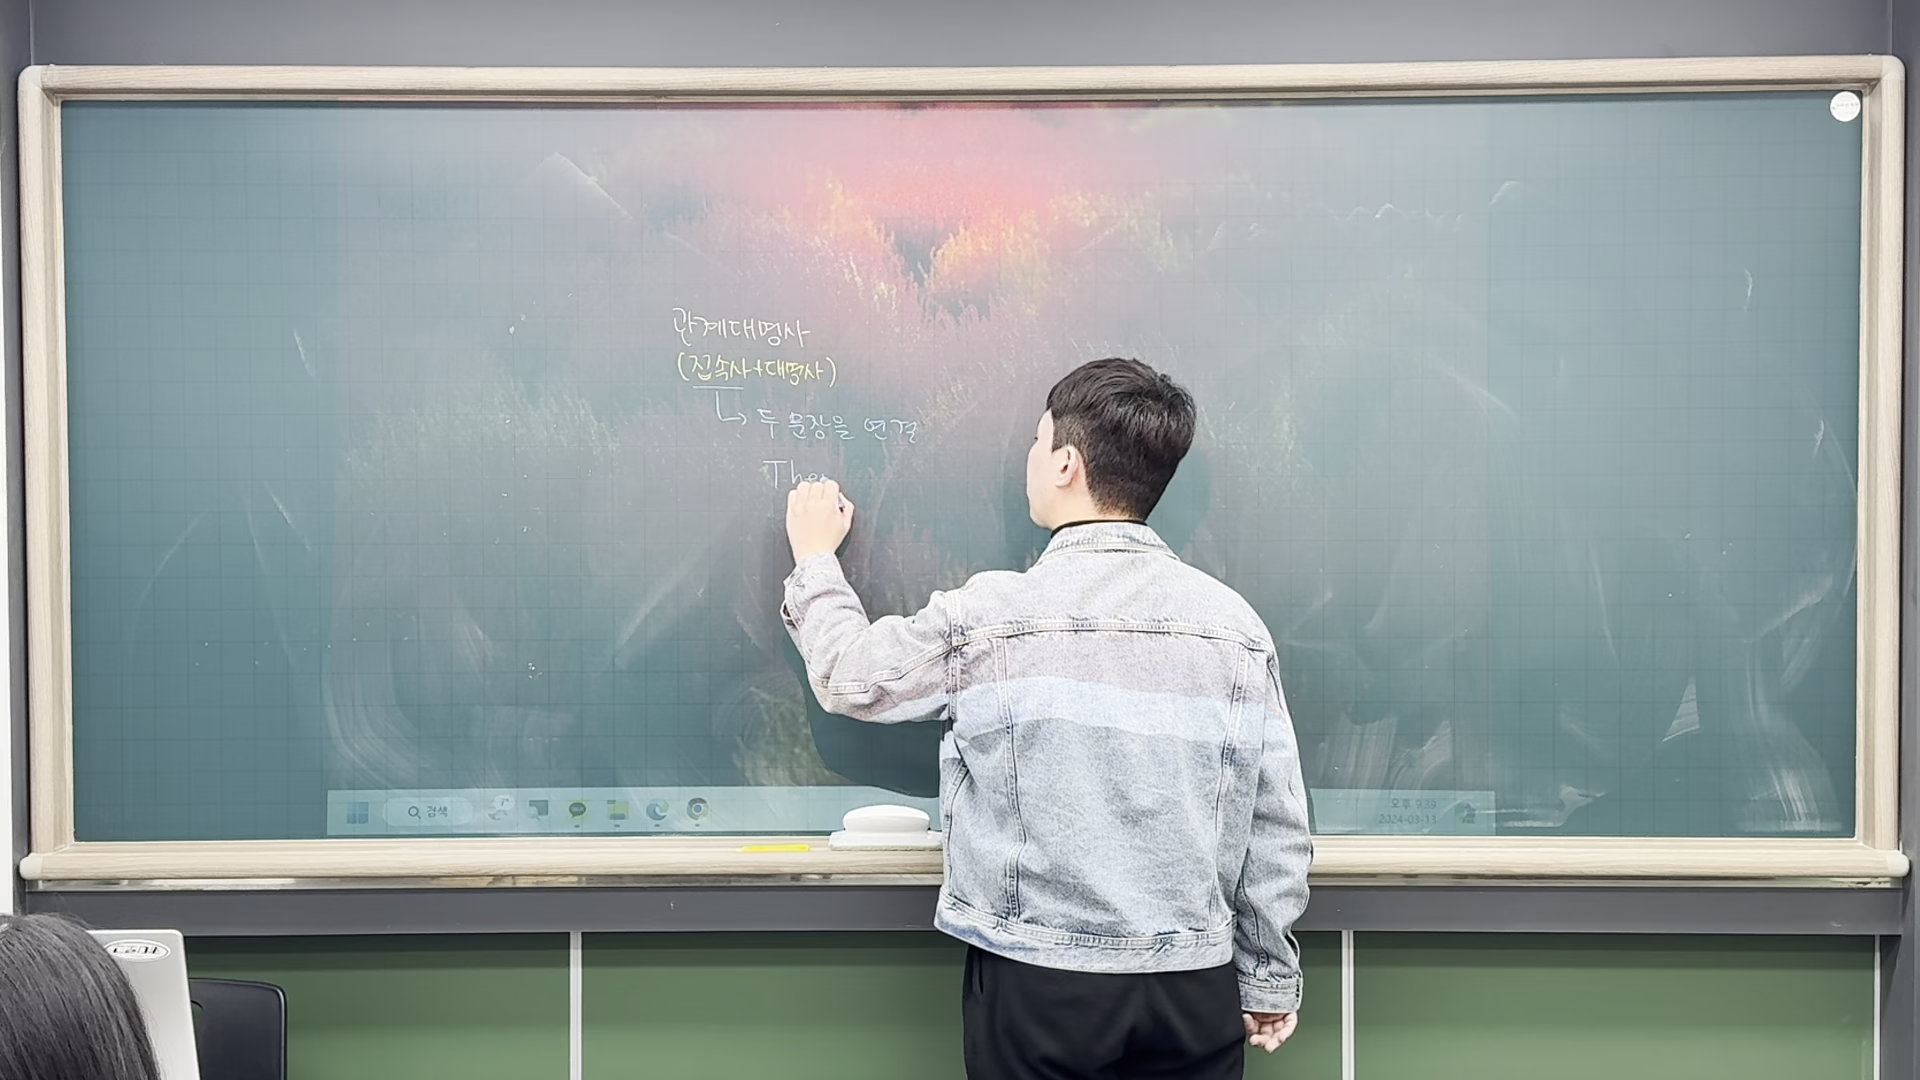 관계대명사
(접속사+대명사)
↳ 두 문장을 연결
The
검색
오후 9:39
2024-03-13